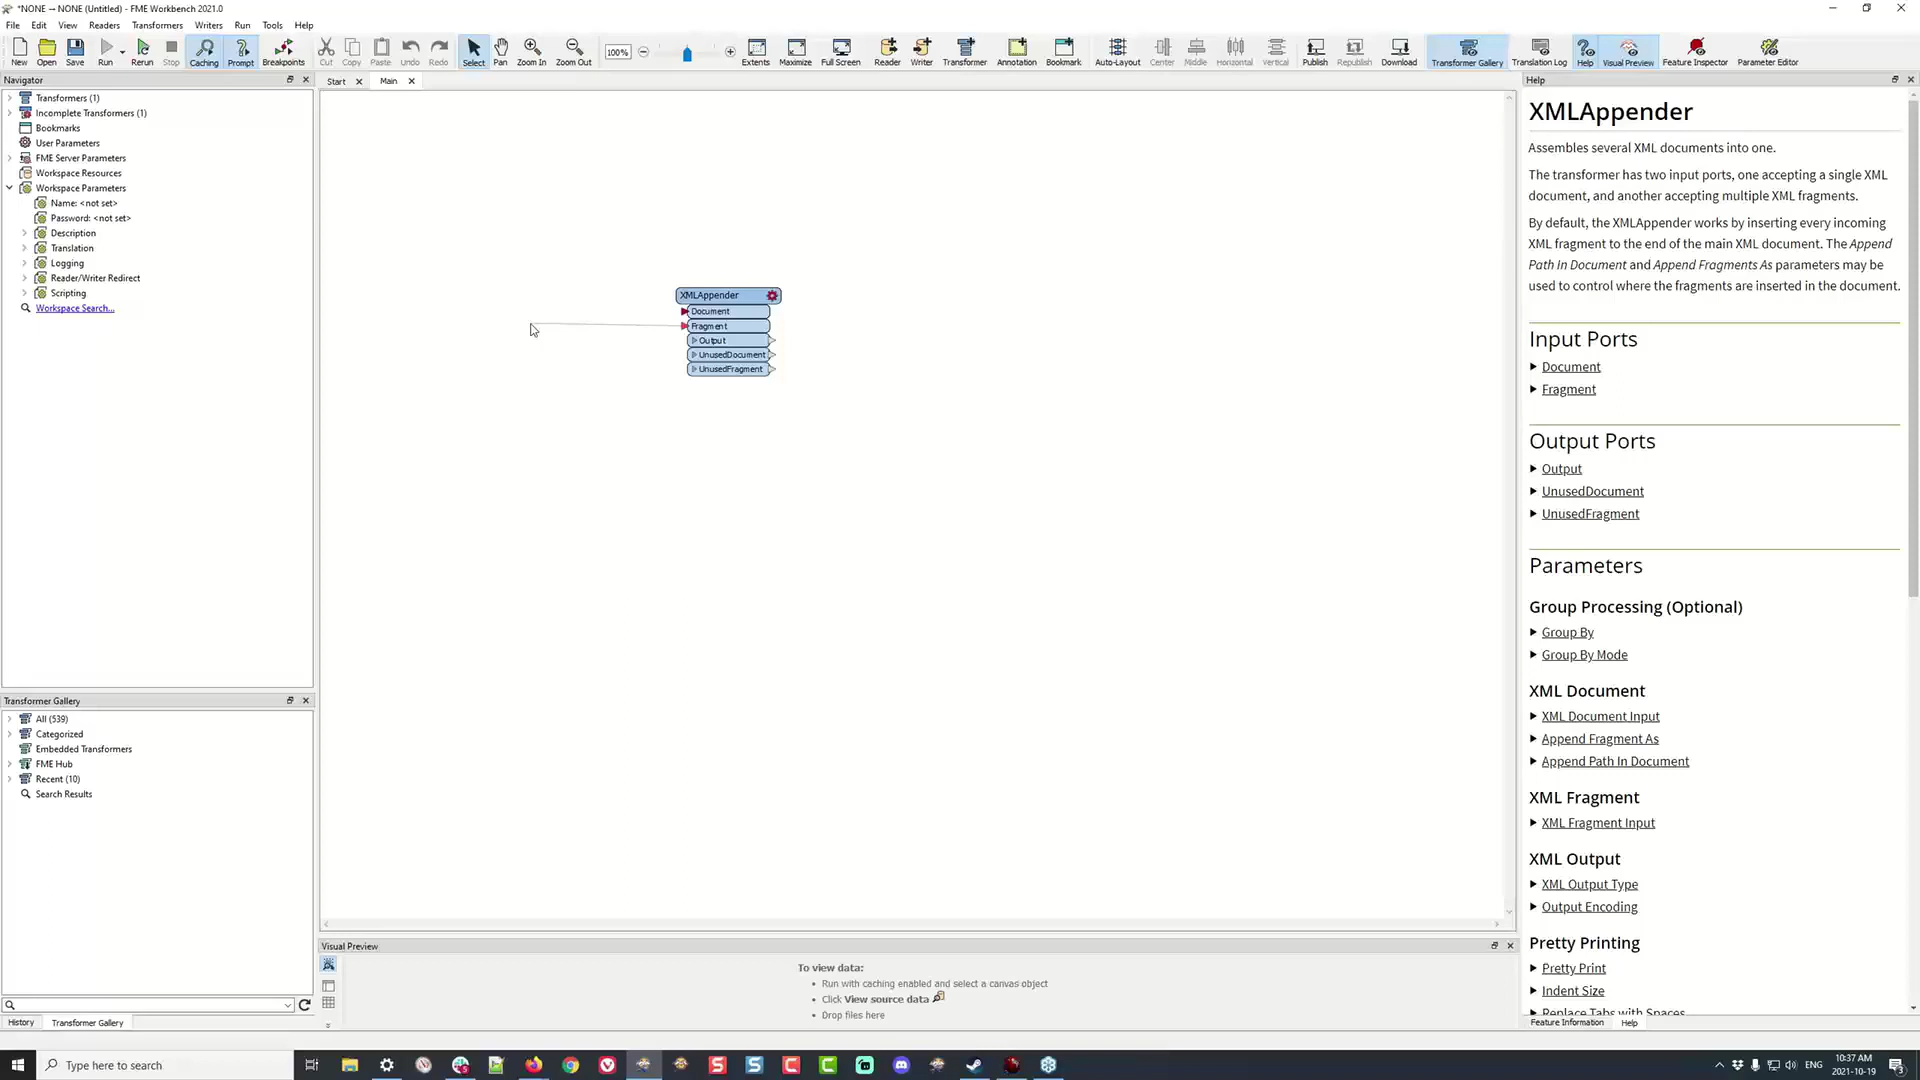 *NONE → NONE (Untitled) - FME Workbench 2021.0
File Edit View Readers Transformers Writers Run Tools Help
New Open Save Run Rerun Stop Caching Prompt Breakpoints Cut Copy Paste Undo Redo Select Pan Zoom In Zoom Out 100% Extents Maximize Full Screen Reader Writer Transformer Annotation Bookmark Auto-Layout Center Middle Horizontal Vertical Publish Republish Download Transformer Gallery Translation Log Help Visual Preview Feature Inspector Parameter Editor
Navigator
Transformers (1)
Incomplete Transformers (1)
Bookmarks
User Parameters
FME Server Parameters
Workspace Resources
Workspace Parameters
Name: <not set>
Password: <not set>
Description
Translation
Logging
Reader/Writer Redirect
Scripting
Workspace Search...
Transformer Gallery
All (539)
Categorized
Embedded Transformers
FME Hub
Recent (10)
Search Results
History Transformer Gallery
Start Main
XMLAppender
Document
Fragment
Output
UnusedDocument
UnusedFragment
Visual Preview
To view data:
• Run with caching enabled and select a canvas object
• Click View source data
• Drop files here
Help
XMLAppender
Assembles several XML documents into one.
The transformer has two input ports, one accepting a single XML
document, and another accepting multiple XML fragments.
By default, the XMLAppender works by inserting every incoming
XML fragment to the end of the main XML document. The Append
Path In Document and Append Fragments As parameters may be
used to control where the fragments are inserted in the document.
Input Ports
Document
Fragment
Output Ports
Output
UnusedDocument
UnusedFragment
Parameters
Group Processing (Optional)
Group By
Group By Mode
XML Document
XML Document Input
Append Fragment As
Append Path In Document
XML Fragment
XML Fragment Input
XML Output
XML Output Type
Output Encoding
Pretty Printing
Pretty Print
Indent Size
Replace Tabs with Spaces
Feature Information Help
Type here to search
ENG
10:37 AM
2021-10-19
3